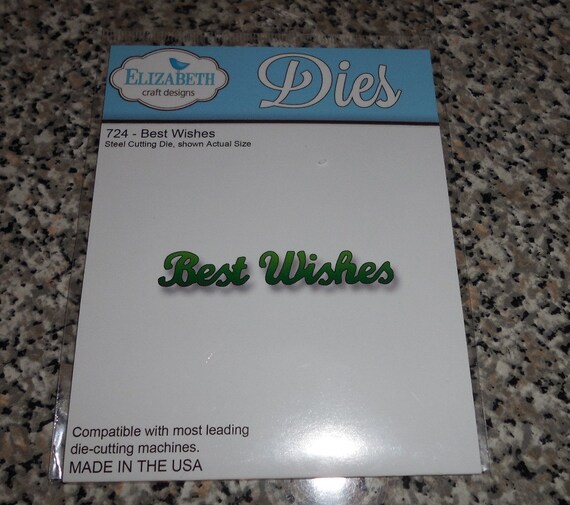 ELIZABETH
craft designs
Dies
724 - Best Wishes
Steel Cutting Die, shown Actual Size
Best Wishes
Compatible with most leading
die-cutting machines.
MADE IN THE USA